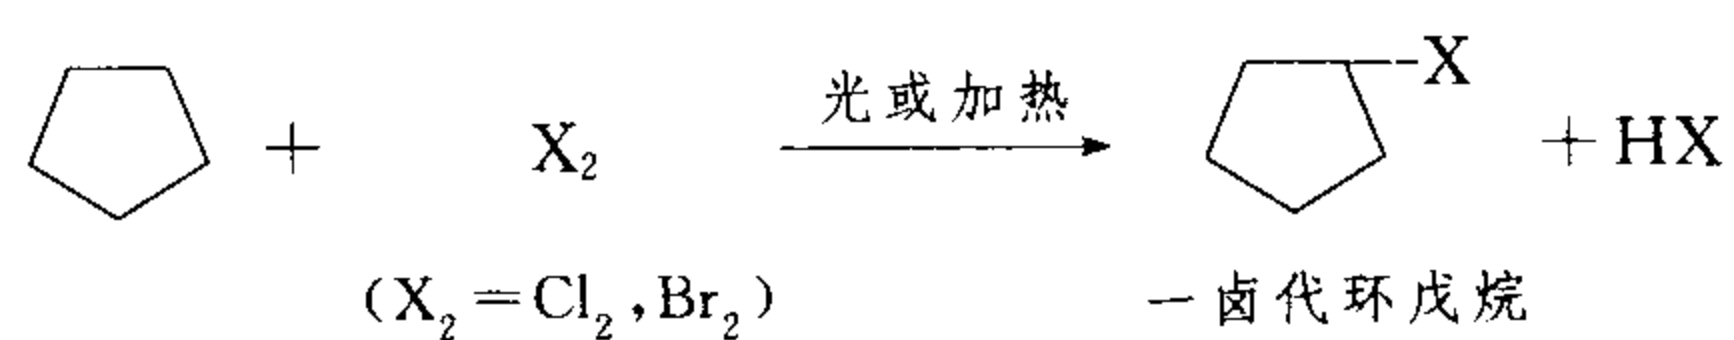 光或加热
+ X₂ + HX
X
(X₂=Cl₂,Br₂) 一卤代环戊烷